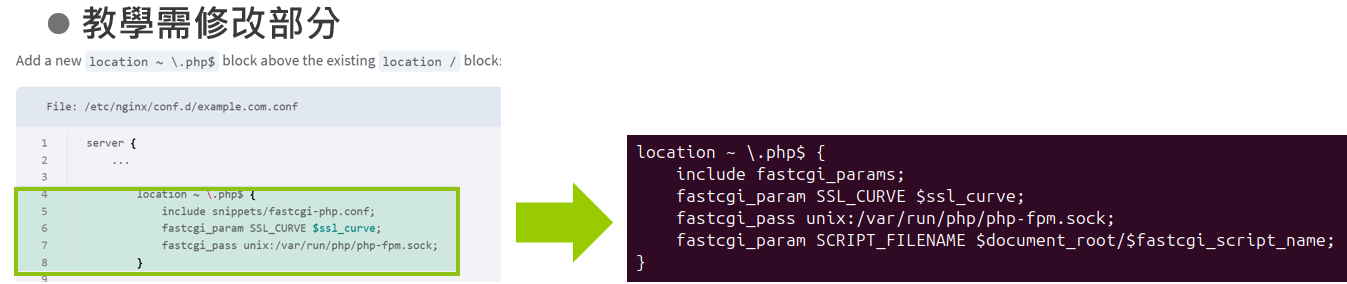 ● 教學需修改部分
Add a new location ~ \.php$ block above the existing location / block:
File: /etc/nginx/conf.d/example.com.conf
1 server {
2 ...
3
4 location ~ \.php$ {
5 include snippets/fastcgi-php.conf;
6 fastcgi_param SSL_CURVE $ssl_curve;
7 fastcgi_pass unix:/var/run/php/php-fpm.sock;
8 }
9
location ~ \.php$ {
include fastcgi_params;
fastcgi_param SSL_CURVE $ssl_curve;
fastcgi_pass unix:/var/run/php/php-fpm.sock;
fastcgi_param SCRIPT_FILENAME $document_root/$fastcgi_script_name;
}